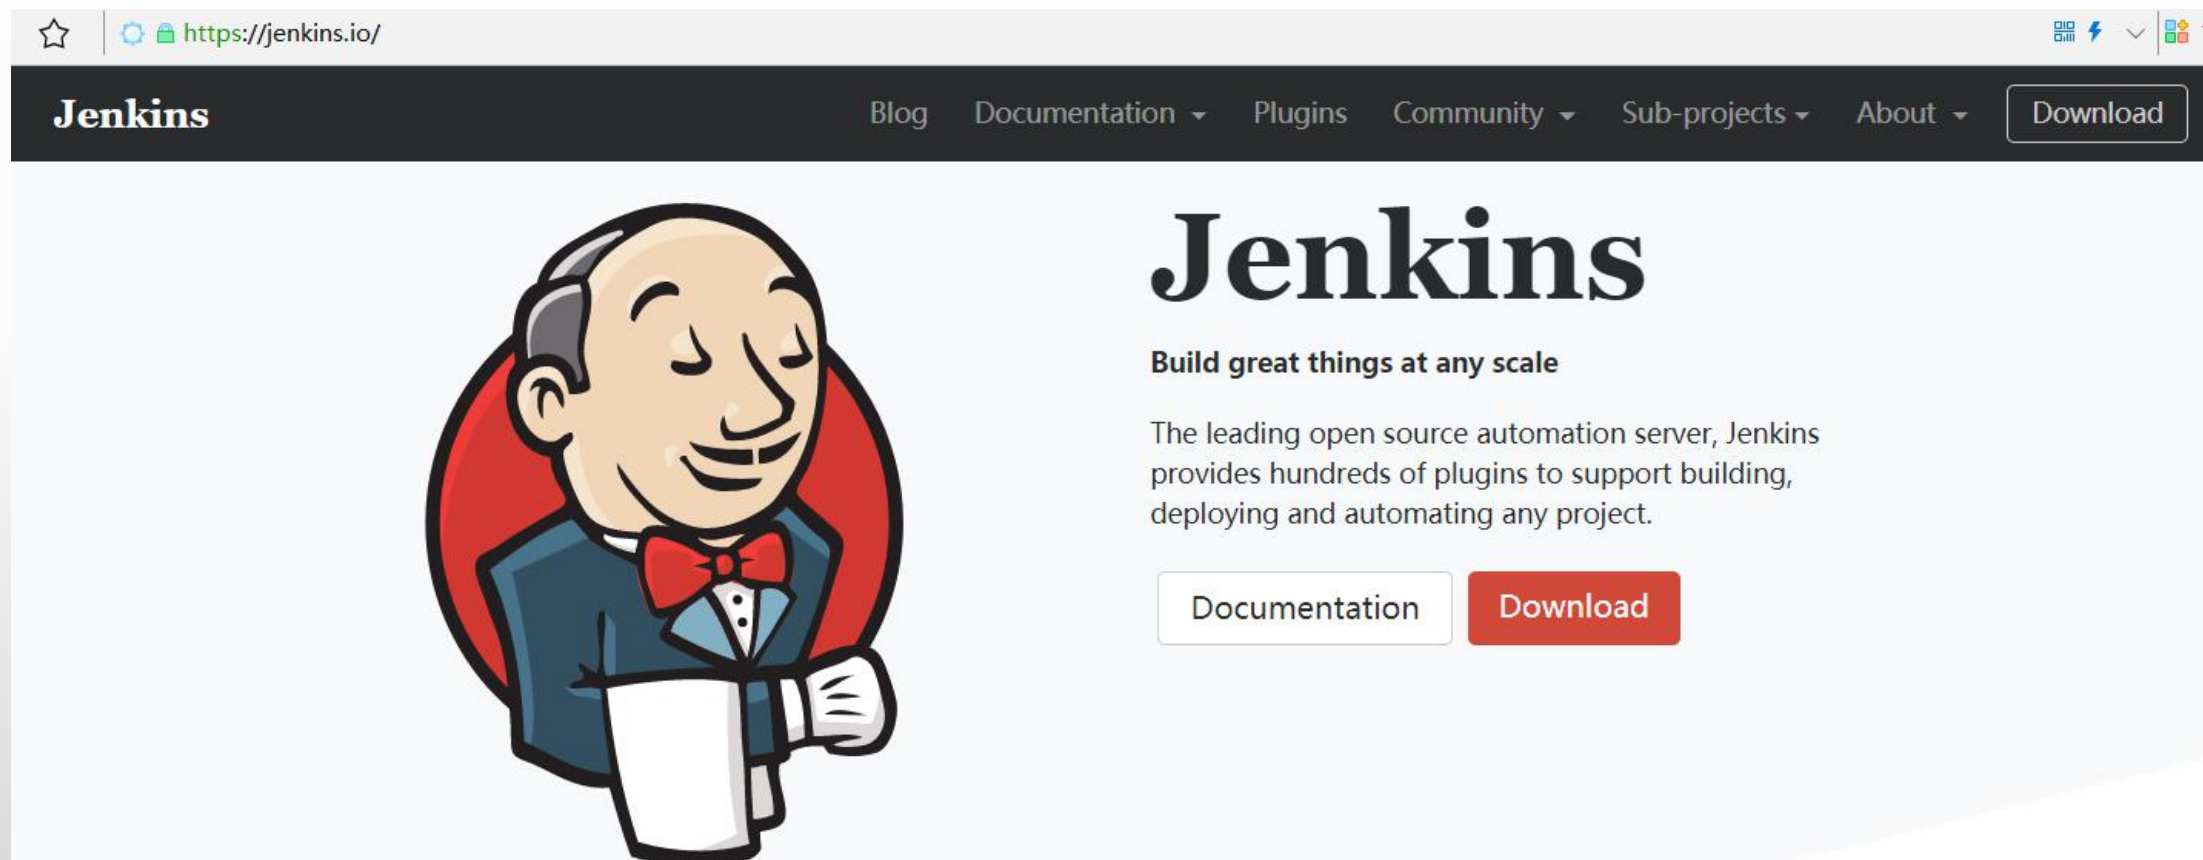 https://jenkins.io/
Jenkins Blog Documentation Plugins Community Sub-projects About Download
Jenkins
Build great things at any scale
The leading open source automation server, Jenkins
provides hundreds of plugins to support building,
deploying and automating any project.
Documentation Download